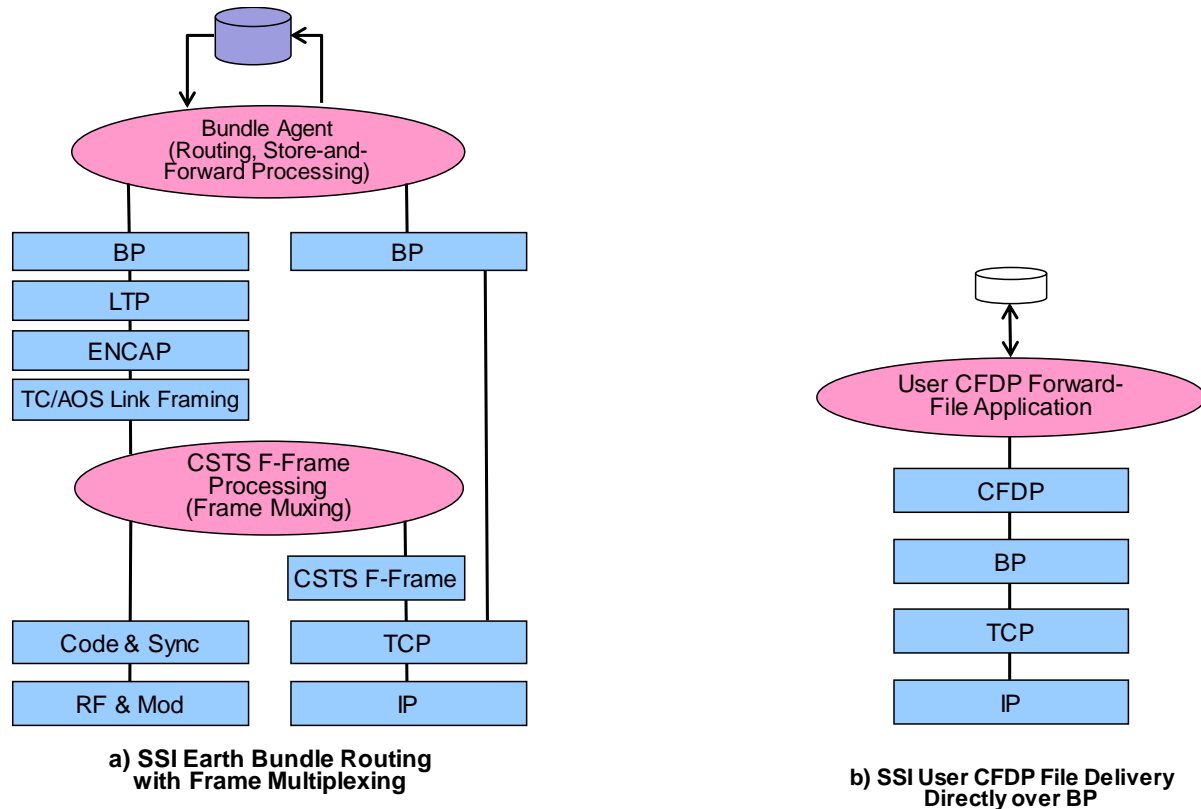 Bundle Agent
(Routing, Store-and-
Forward Processing)
BP
BP
LTP
ENCAP
TC/AOS Link Framing
CSTS F-Frame
Processing
(Frame Muxing)
CSTS F-Frame
Code & Sync
TCP
RF & Mod
IP
a) SSI Earth Bundle Routing
with Frame Multiplexing
User CFDP Forward-
File Application
CFDP
BP
TCP
IP
b) SSI User CFDP File Delivery
Directly over BP